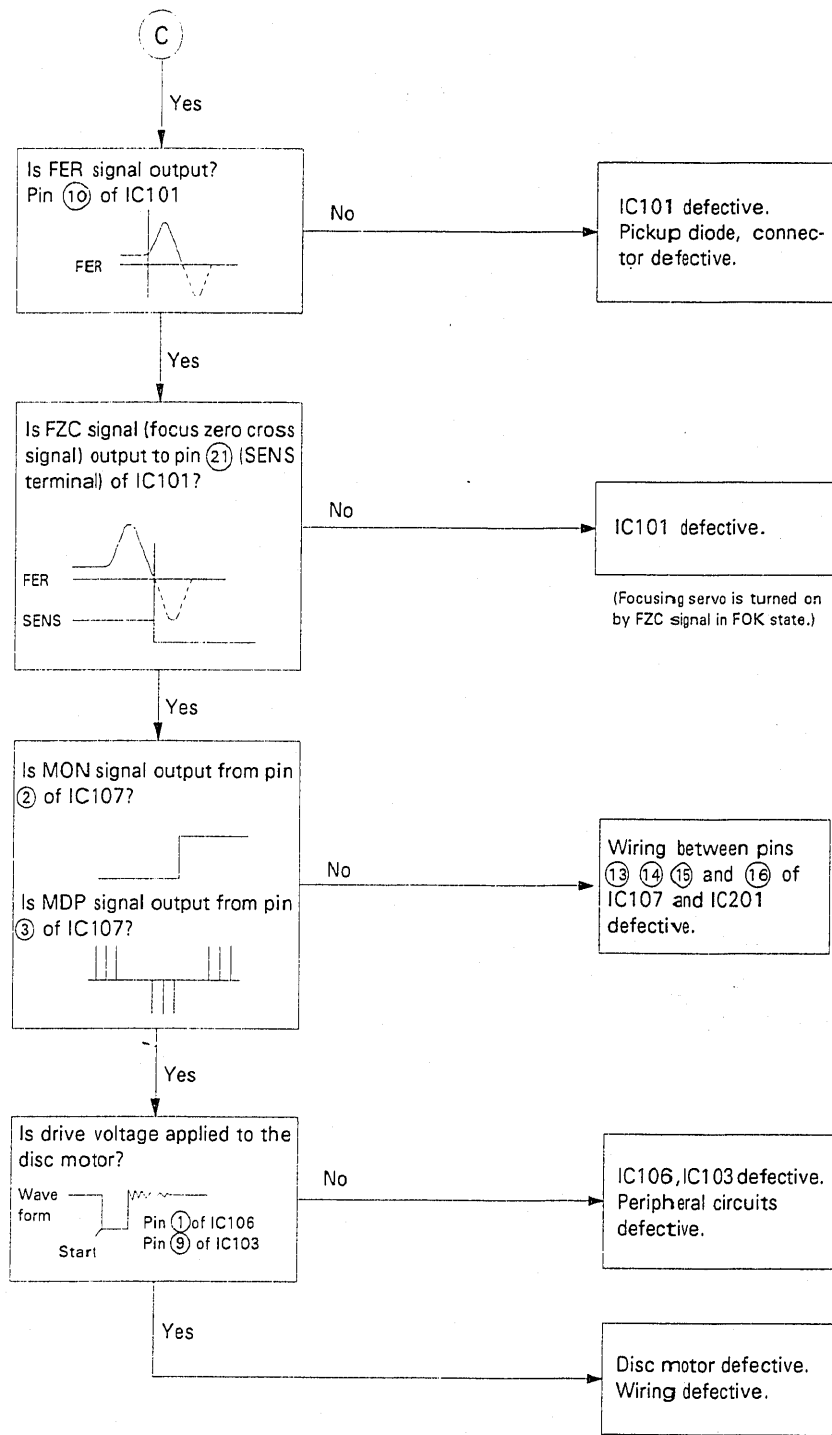 C
Yes
Is FER signal output?
Pin ⑩ of IC101
FER
No
IC101 defective.
Pickup diode, connec-
tor defective.
Yes
Is FZC signal (focus zero cross
signal) output to pin ㉑ (SENS
terminal) of IC101?
FER
SENS
No
IC101 defective.
(Focusing servo is turned on
by FZC signal in FOK state.)
Yes
Is MON signal output from pin
② of IC107?
Is MDP signal output from pin
③ of IC107?
No
Wiring between pins
⑬ ⑭ ⑮ and ⑯ of
IC107 and IC201
defective.
Yes
Is drive voltage applied to the
disc motor?
Wave
form
Start
Pin ① of IC106
Pin ⑨ of IC103
No
IC106, IC103 defective.
Peripheral circuits
defective.
Yes
Disc motor defective.
Wiring defective.